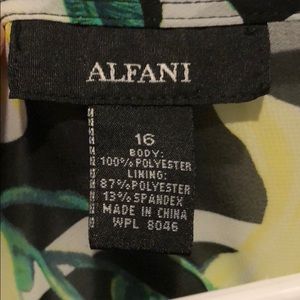 ALFANI
16
BODY:
100% POLYESTER
LINING:
87% POLYESTER
13% SPANDEX
MADE IN CHINA
WPL 8046